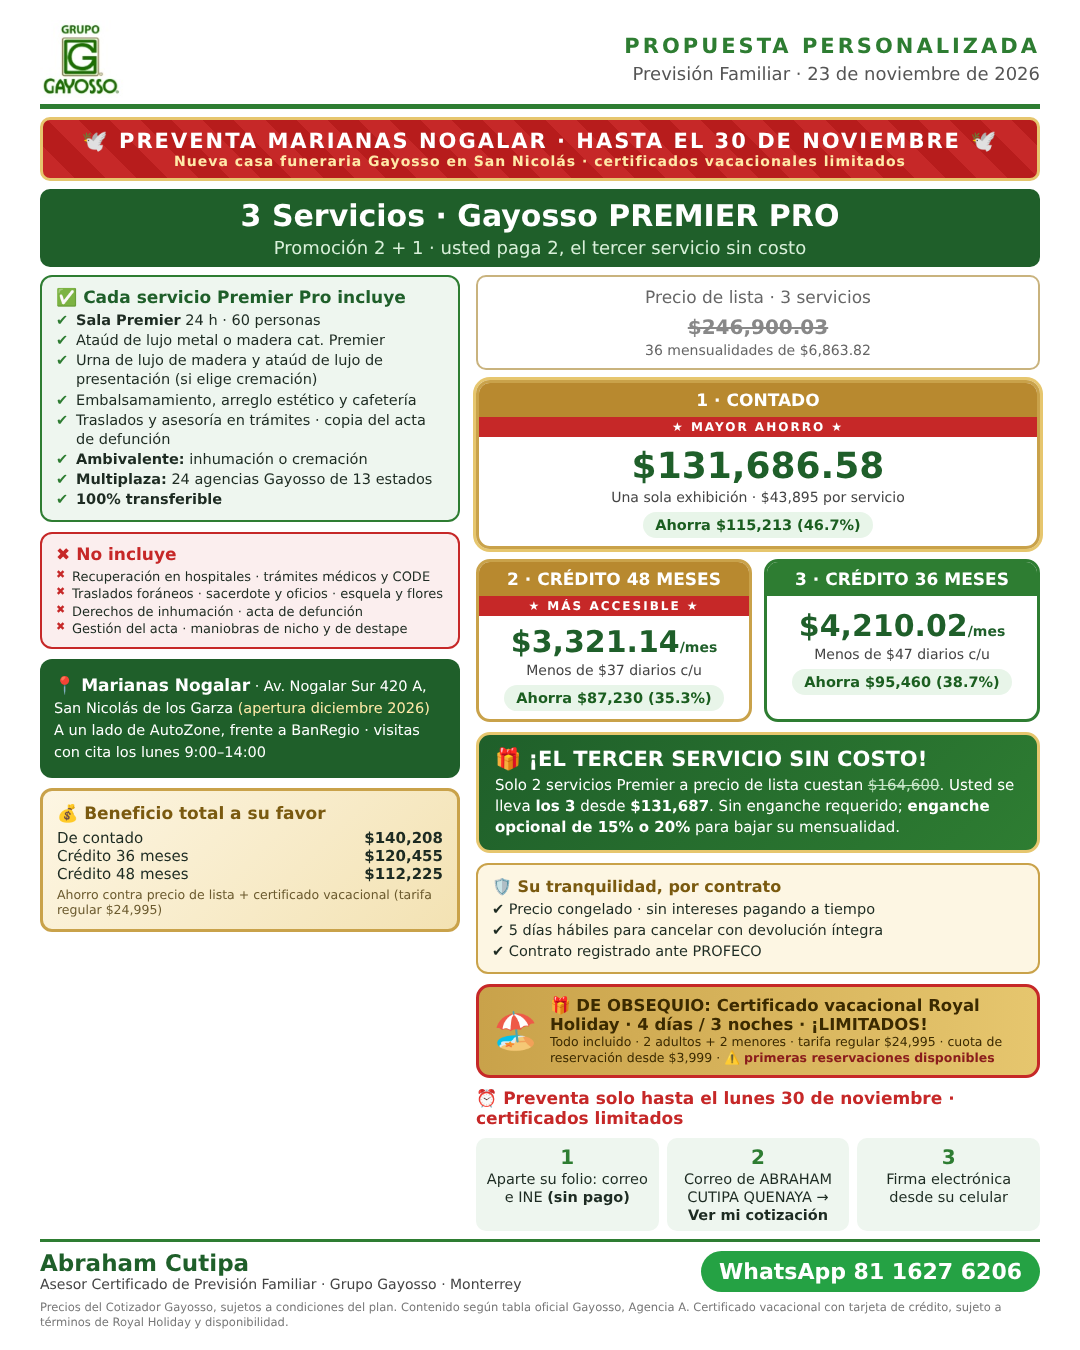 GRUPO
G
GAYOSSO
PROPUESTA PERSONALIZADA
Previsión Familiar · 23 de noviembre de 2026
🕊️ PREVENTA MARIANAS NOGALAR · HASTA EL 30 DE NOVIEMBRE 🕊️
Nueva casa funeraria Gayosso en San Nicolás · certificados vacacionales limitados
3 Servicios · Gayosso PREMIER PRO
Promoción 2 + 1 · usted paga 2, el tercer servicio sin costo
✅ Cada servicio Premier Pro incluye
✔ Sala Premier 24 h · 60 personas
✔ Ataúd de lujo metal o madera cat. Premier
✔ Urna de lujo de madera y ataúd de lujo de
presentación (si elige cremación)
✔ Embalsamamiento, arreglo estético y cafetería
✔ Traslados y asesoría en trámites · copia del acta
de defunción
✔ Ambivalente: inhumación o cremación
✔ Multiplaza: 24 agencias Gayosso de 13 estados
✔ 100% transferible
✖ No incluye
✖ Recuperación en hospitales · trámites médicos y CODE
✖ Traslados foráneos · sacerdote y oficios · esquela y flores
✖ Derechos de inhumación · acta de defunción
✖ Gestión del acta · maniobras de nicho y de destape
📍 Marianas Nogalar · Av. Nogalar Sur 420 A,
San Nicolás de los Garza (apertura diciembre 2026)
A un lado de AutoZone, frente a BanRegio · visitas
con cita los lunes 9:00–14:00
💰 Beneficio total a su favor
De contado $140,208
Crédito 36 meses $120,455
Crédito 48 meses $112,225
Ahorro contra precio de lista + certificado vacacional (tarifa
regular $24,995)
Precio de lista · 3 servicios
$246,900.03
36 mensualidades de $6,863.82
1 · CONTADO
★ MAYOR AHORRO ★
$131,686.58
Una sola exhibición · $43,895 por servicio
Ahorra $115,213 (46.7%)
2 · CRÉDITO 48 MESES
★ MÁS ACCESIBLE ★
$3,321.14/mes
Menos de $37 diarios c/u
Ahorra $87,230 (35.3%)
3 · CRÉDITO 36 MESES
$4,210.02/mes
Menos de $47 diarios c/u
Ahorra $95,460 (38.7%)
🎁 ¡EL TERCER SERVICIO SIN COSTO!
Solo 2 servicios Premier a precio de lista cuestan $164,600. Usted se
lleva los 3 desde $131,687. Sin enganche requerido; enganche
opcional de 15% o 20% para bajar su mensualidad.
🛡️ Su tranquilidad, por contrato
✔ Precio congelado · sin intereses pagando a tiempo
✔ 5 días hábiles para cancelar con devolución íntegra
✔ Contrato registrado ante PROFECO
🏖️ 🎁 DE OBSEQUIO: Certificado vacacional Royal
Holiday · 4 días / 3 noches · ¡LIMITADOS!
Todo incluido · 2 adultos + 2 menores · tarifa regular $24,995 · cuota de
reservación desde $3,999 · ⚠️ primeras reservaciones disponibles
⏰ Preventa solo hasta el lunes 30 de noviembre ·
certificados limitados
1
Aparte su folio: correo
e INE (sin pago)
2
Correo de ABRAHAM
CUTIPA QUENAYA →
Ver mi cotización
3
Firma electrónica
desde su celular
Abraham Cutipa
Asesor Certificado de Previsión Familiar · Grupo Gayosso · Monterrey
WhatsApp 81 1627 6206
Precios del Cotizador Gayosso, sujetos a condiciones del plan. Contenido según tabla oficial Gayosso, Agencia A. Certificado vacacional con tarjeta de crédito, sujeto a
términos de Royal Holiday y disponibilidad.